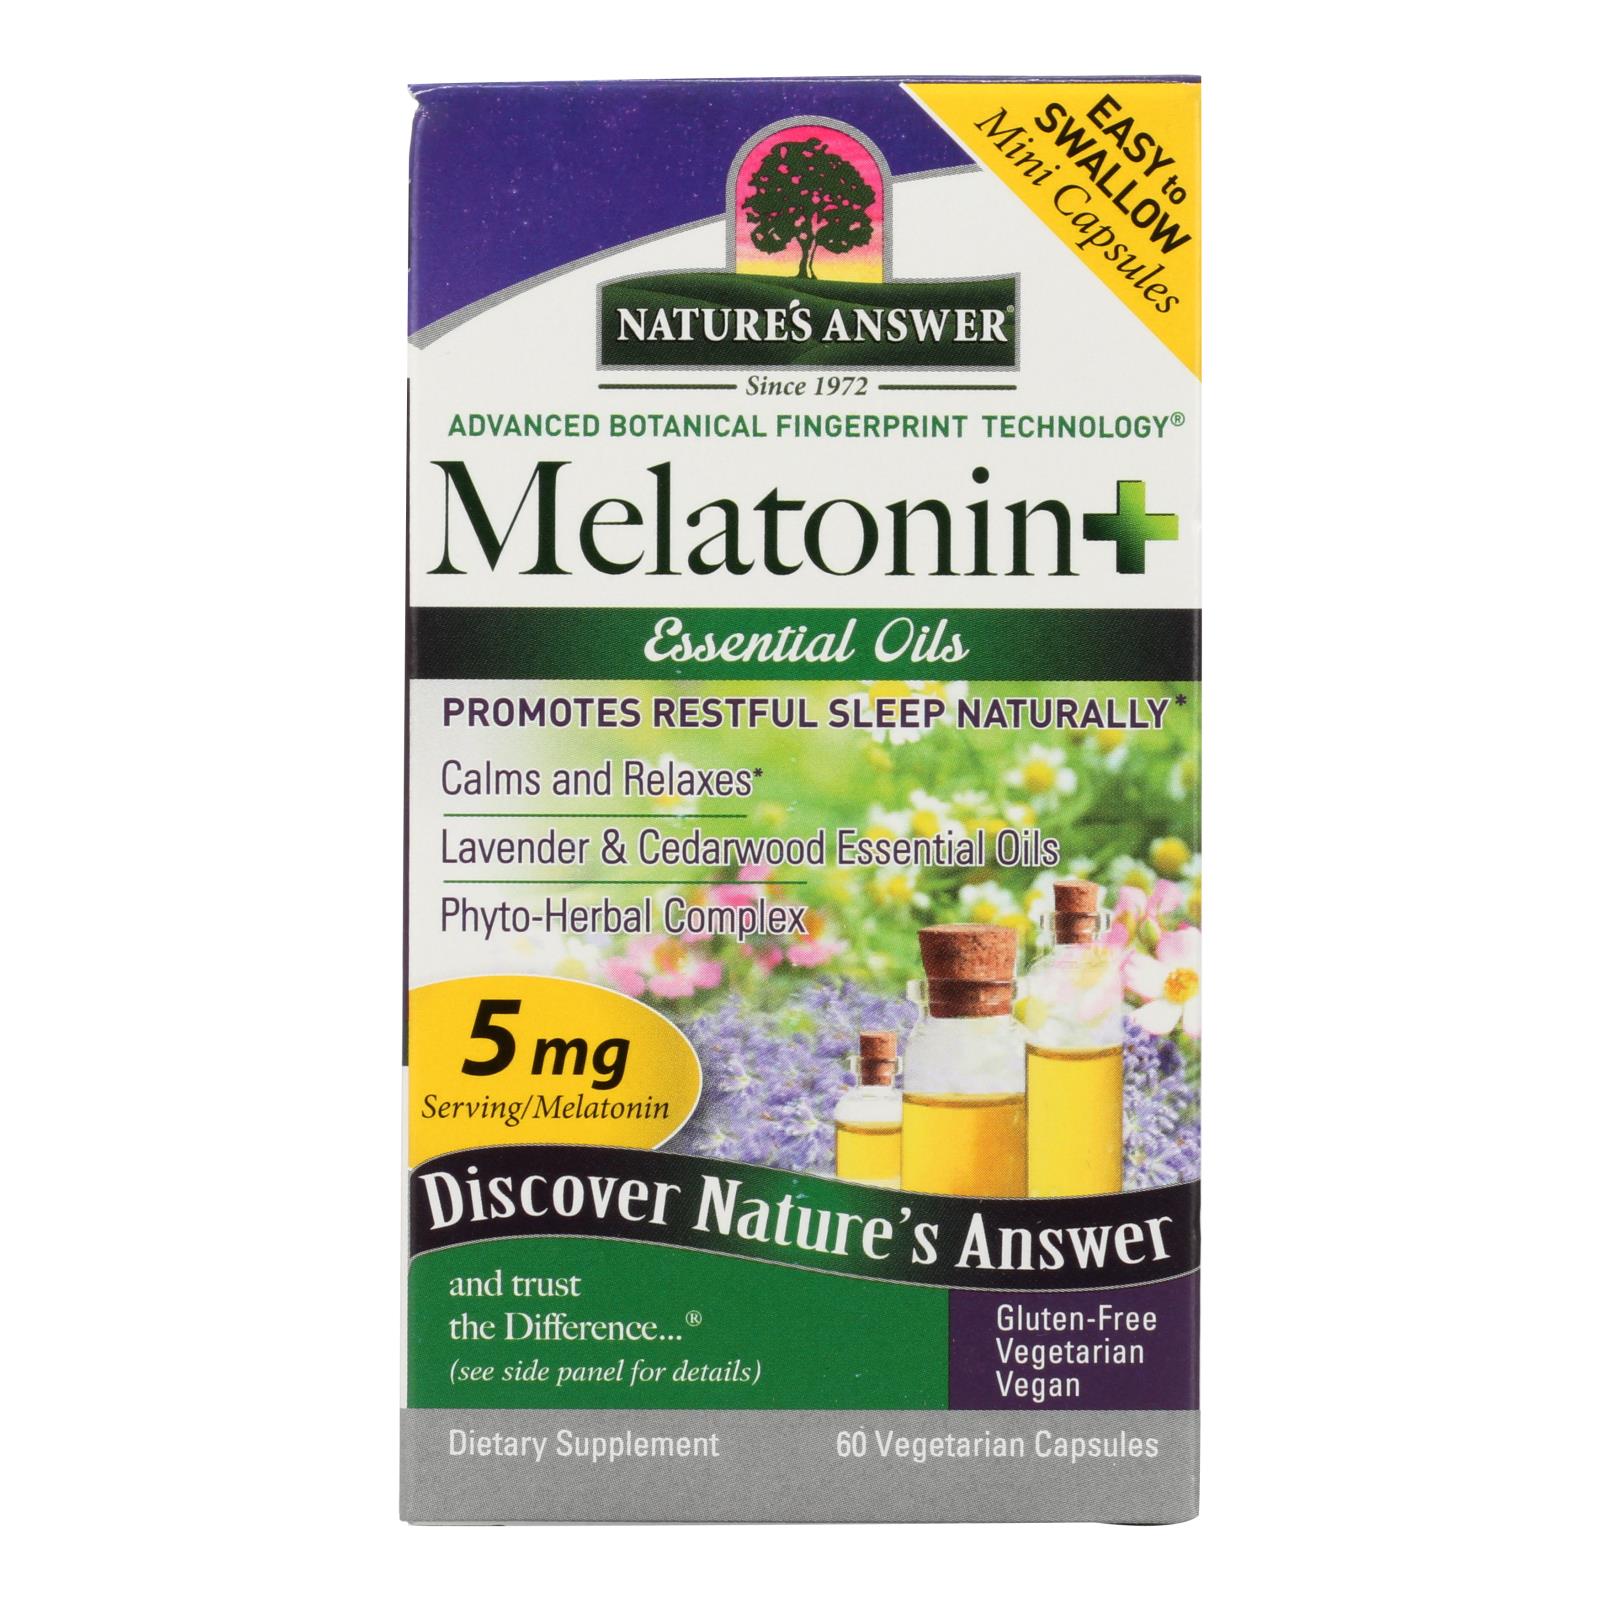 EASY to
SWALLOW
Mini Capsules
NATURE'S ANSWER®
Since 1972
ADVANCED BOTANICAL FINGERPRINT TECHNOLOGY®
Melatonin+
Essential Oils
PROMOTES RESTFUL SLEEP NATURALLY*
Calms and Relaxes*
Lavender & Cedarwood Essential Oils
Phyto-Herbal Complex
5 mg
Serving/Melatonin
Discover Nature's Answer
and trust
the Difference...®
(see side panel for details)
Gluten-Free
Vegetarian
Vegan
Dietary Supplement
60 Vegetarian Capsules